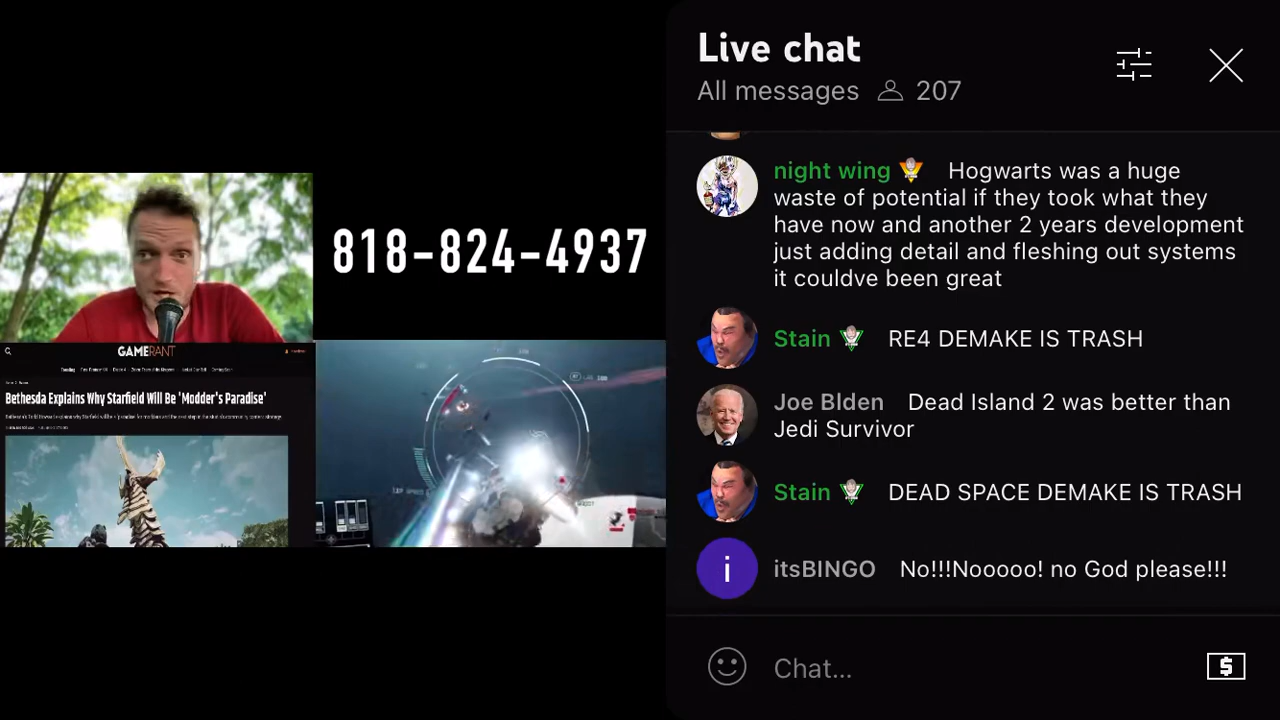 818-824-4937
GAMERANT
Bethesda Explains Why Starfield Will Be 'Modder's Paradise'
Live chat
All messages 207
night wing Hogwarts was a huge
waste of potential if they took what they
have now and another 2 years development
just adding detail and fleshing out systems
it couldve been great
Stain RE4 DEMAKE IS TRASH
Joe Blden Dead Island 2 was better than
Jedi Survivor
Stain DEAD SPACE DEMAKE IS TRASH
i
itsBINGO No!!!Nooooo! no God please!!!
Chat...
$